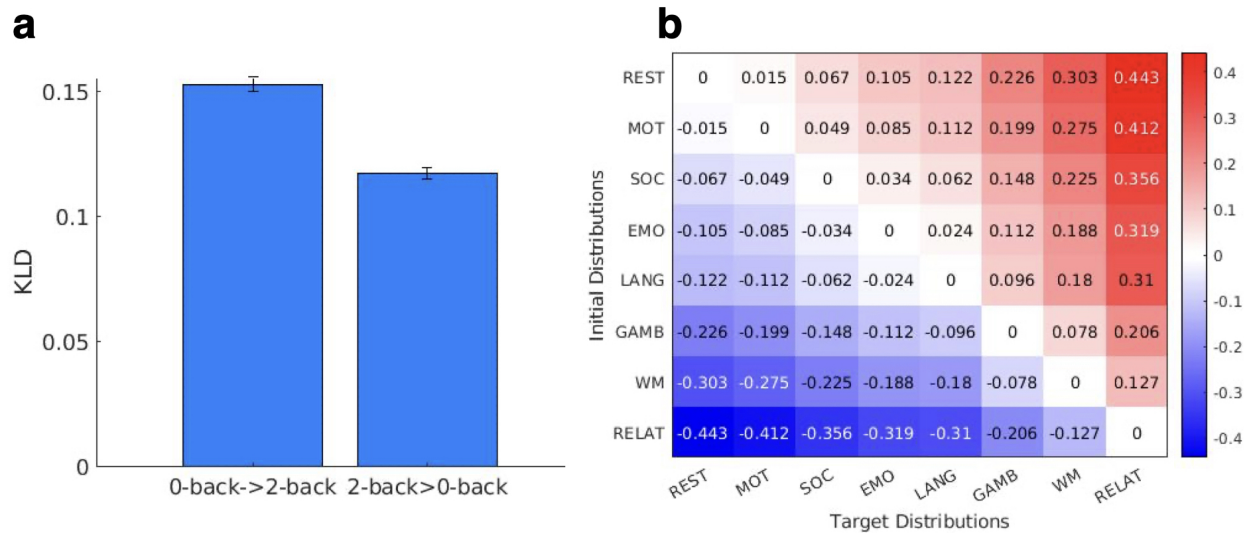 a
KLD
0.15
0.1
0.05
0
0-back->2-back 2-back>0-back
b
Initial Distributions
REST 0 0.015 0.067 0.105 0.122 0.226 0.303 0.443
MOT -0.015 0 0.049 0.085 0.112 0.199 0.275 0.412
SOC -0.067 -0.049 0 0.034 0.062 0.148 0.225 0.356
EMO -0.105 -0.085 -0.034 0 0.024 0.112 0.188 0.319
LANG -0.122 -0.112 -0.062 -0.024 0 0.096 0.18 0.31
GAMB -0.226 -0.199 -0.148 -0.112 -0.096 0 0.078 0.206
WM -0.303 -0.275 -0.225 -0.188 -0.18 -0.078 0 0.127
RELAT -0.443 -0.412 -0.356 -0.319 -0.31 -0.206 -0.127 0
REST MOT SOC EMO LANG GAMB WM RELAT
Target Distributions
0.4
0.3
0.2
0.1
0
-0.1
-0.2
-0.3
-0.4